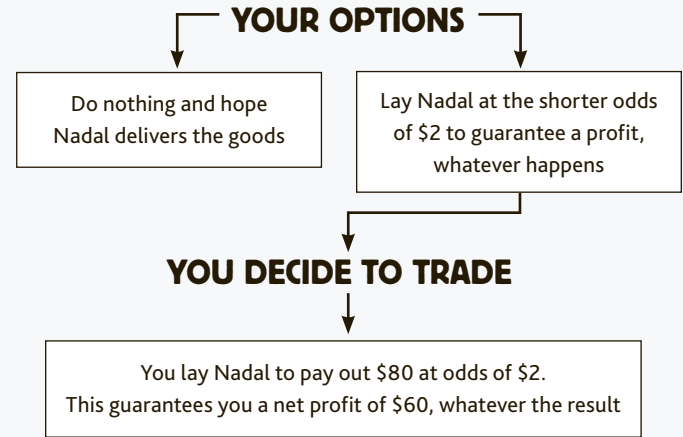 YOUR OPTIONS
Do nothing and hope
Nadal delivers the goods
Lay Nadal at the shorter odds
of $2 to guarantee a profit,
whatever happens
YOU DECIDE TO TRADE
You lay Nadal to pay out $80 at odds of $2.
This guarantees you a net profit of $60, whatever the result